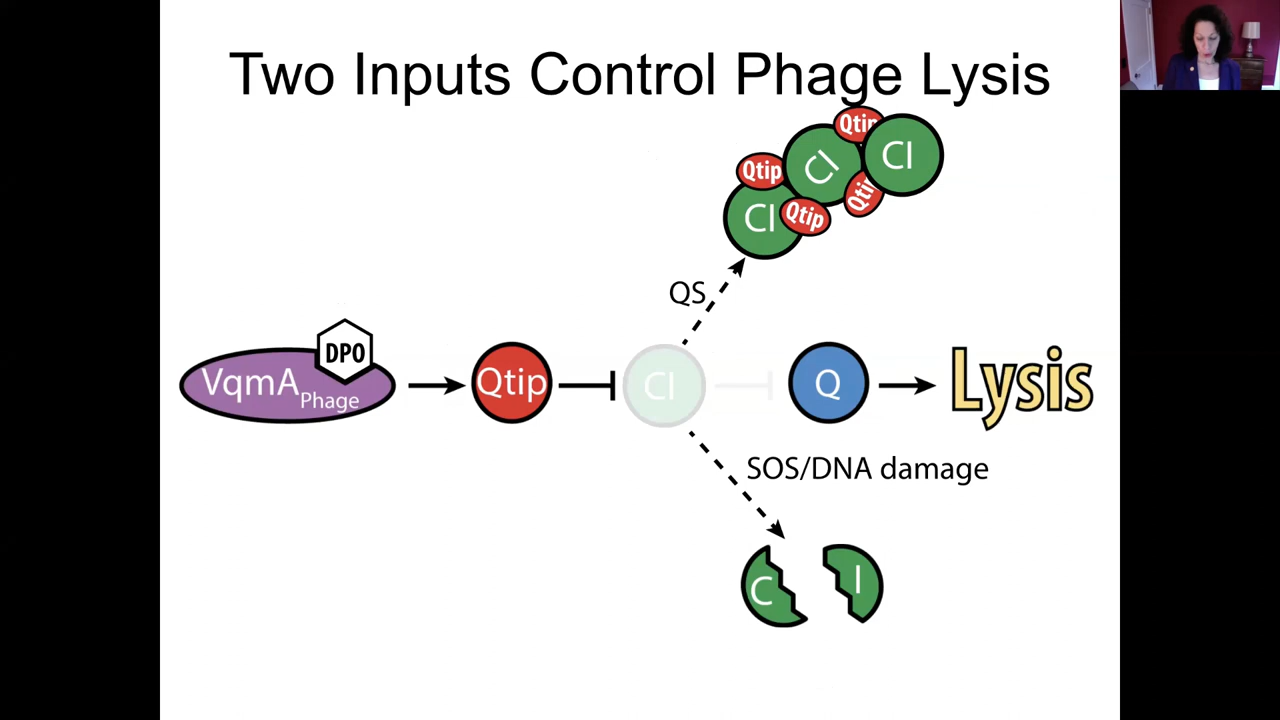 Two Inputs Control Phage Lysis
Qtip
CI
CI
Qtip
Qtip
CI
Qtip
QS
DPO
VqmA Phage
Qtip
CI
Q
Lysis
SOS/DNA damage
C
I